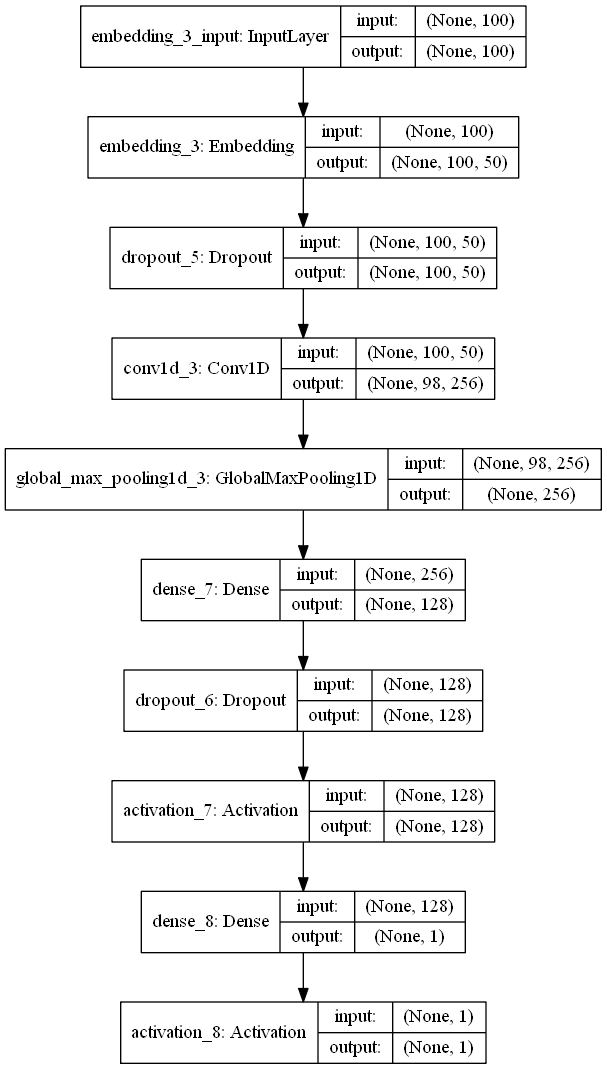 embedding_3_input: InputLayer
input: (None, 100)
output: (None, 100)
embedding_3: Embedding
input: (None, 100)
output: (None, 100, 50)
dropout_5: Dropout
input: (None, 100, 50)
output: (None, 100, 50)
conv1d_3: Conv1D
input: (None, 100, 50)
output: (None, 98, 256)
global_max_pooling1d_3: GlobalMaxPooling1D
input: (None, 98, 256)
output: (None, 256)
dense_7: Dense
input: (None, 256)
output: (None, 128)
dropout_6: Dropout
input: (None, 128)
output: (None, 128)
activation_7: Activation
input: (None, 128)
output: (None, 128)
dense_8: Dense
input: (None, 128)
output: (None, 1)
activation_8: Activation
input: (None, 1)
output: (None, 1)